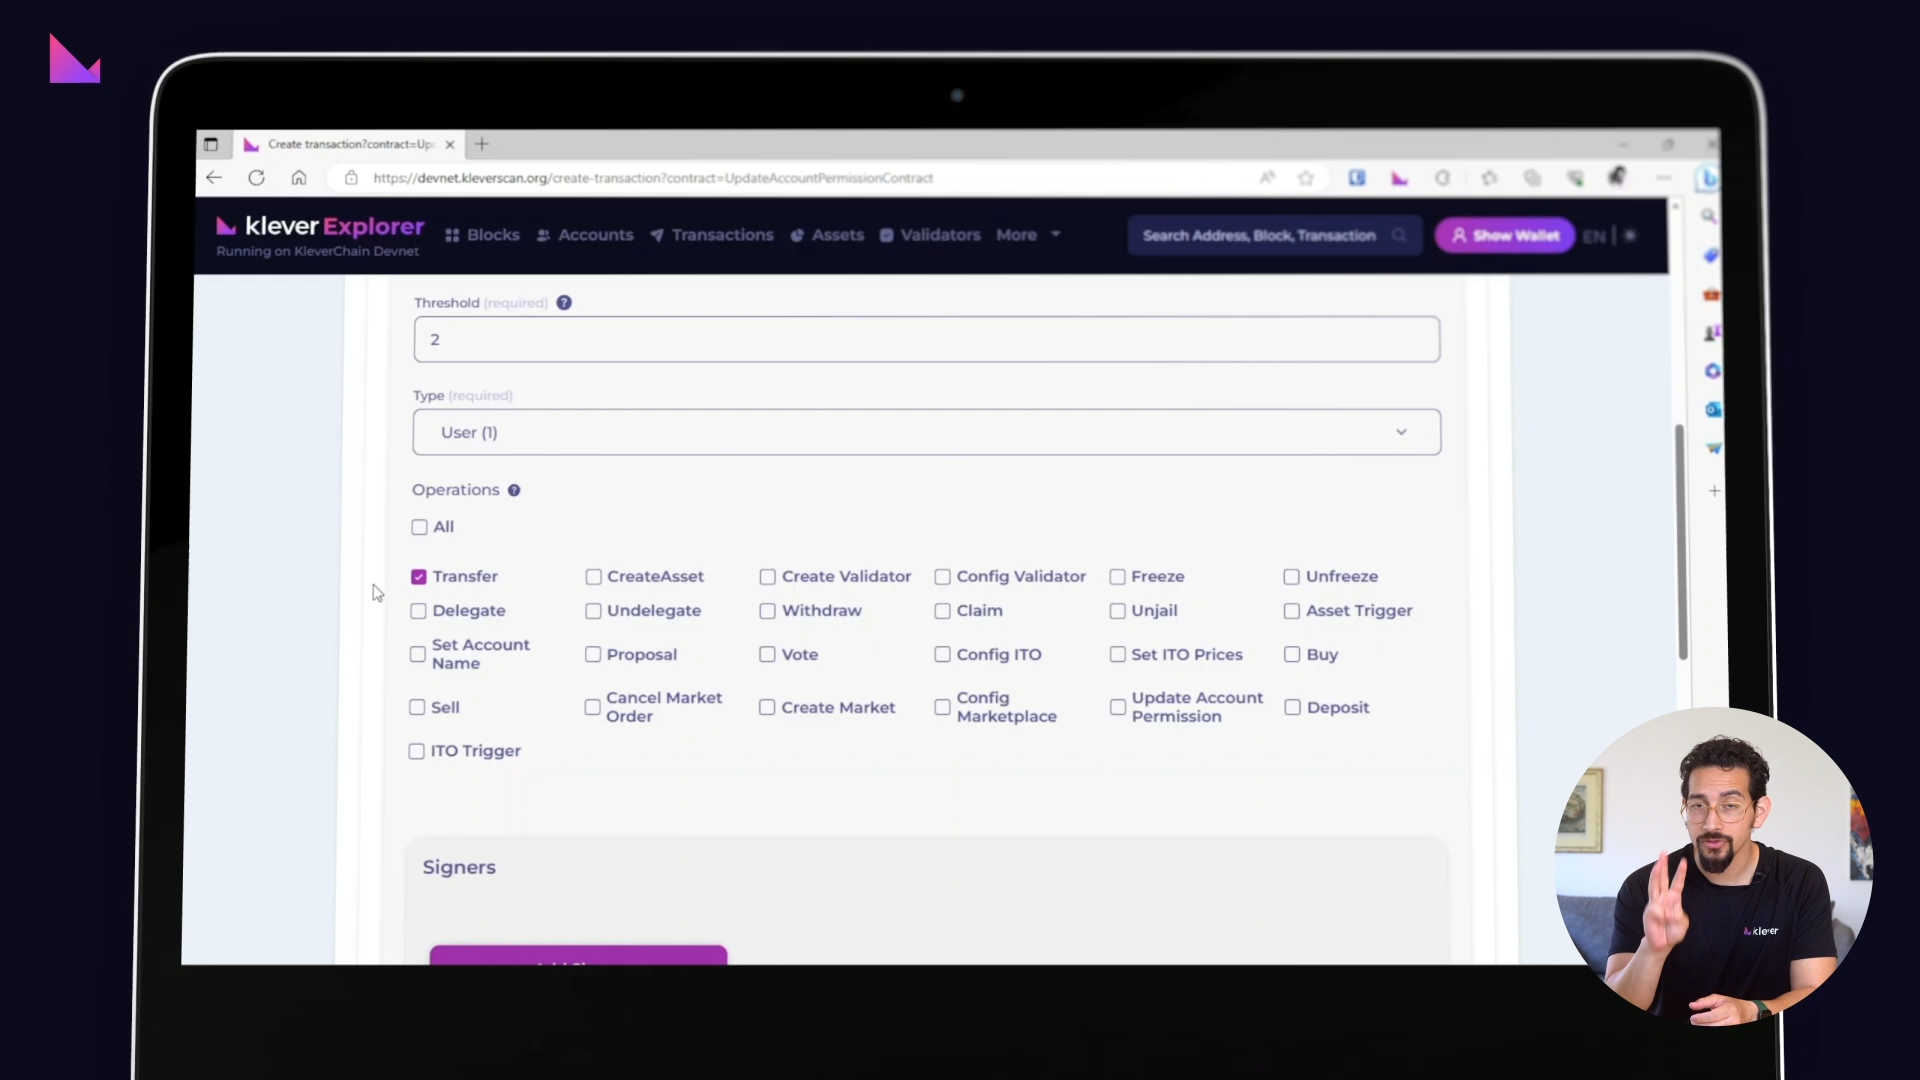 Create transaction?contract=Up
https://devnet.kleverscan.org/create-transaction?contract=UpdateAccountPermissionContract
klever Explorer
Running on KleverChain Devnet
Blocks
Accounts
Transactions
Assets
Validators
More
Search Address, Block, Transaction
Show Wallet
EN
Threshold (required) ?
2
Type (required)
User (1)
Operations ?
All
Transfer
CreateAsset
Create Validator
Config Validator
Freeze
Unfreeze
Delegate
Undelegate
Withdraw
Claim
Unjail
Asset Trigger
Set Account
Name
Proposal
Vote
Config ITO
Set ITO Prices
Buy
Sell
Cancel Market
Order
Create Market
Config
Marketplace
Update Account
Permission
Deposit
ITO Trigger
Signers
klever